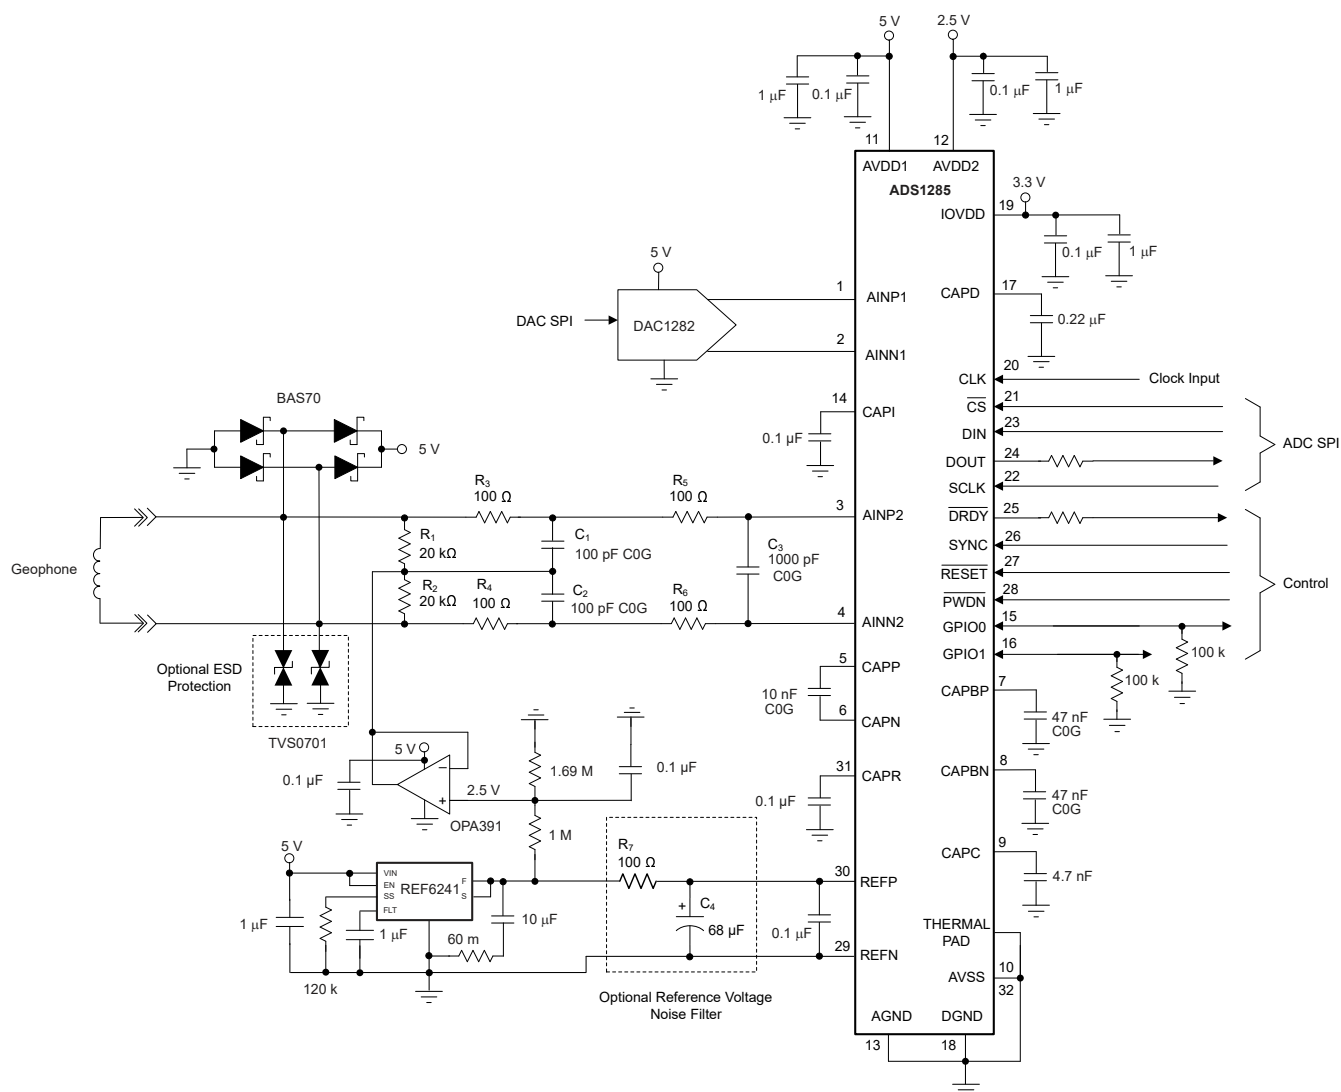 5 V
2.5 V
1 µF
0.1 µF
0.1 µF
1 µF
11
12
AVDD1
AVDD2
ADS1285
3.3 V
IOVDD
19
0.1 µF
1 µF
5 V
1
AINP1
CAPD
17
DAC SPI
DAC1282
0.22 µF
2
AINN1
20
CLK
Clock Input
BAS70
14
CAPI
CS
21
DIN
23
ADC SPI
5 V
0.1 µF
DOUT
24
SCLK
22
R3
100 Ω
R5
100 Ω
3
AINP2
DRDY
25
R1
20 kΩ
C1
100 pF C0G
C3
1000 pF
C0G
SYNC
26
Geophone
RESET
27
Control
R2
20 kΩ
R4
100 Ω
C2
100 pF C0G
R6
100 Ω
PWDN
28
4
AINN2
GPIO0
15
GPIO1
16
100 k
100 k
Optional ESD
Protection
5
CAPP
10 nF
C0G
CAPBP
7
6
CAPN
47 nF
C0G
TVS0701
5 V
0.1 µF
1.69 M
0.1 µF
31
CAPR
CAPBN
8
2.5 V
0.1 µF
47 nF
C0G
OPA391
1 M
5 V
R7
100 Ω
CAPC
9
VIN
EN
SS
FLT
REF6241
F
S
30
REFP
4.7 nF
1 µF
1 µF
10 µF
+
C4
68 µF
0.1 µF
THERMAL
PAD
60 m
29
REFN
120 k
AVSS
10
32
Optional Reference Voltage
Noise Filter
AGND
DGND
13
18